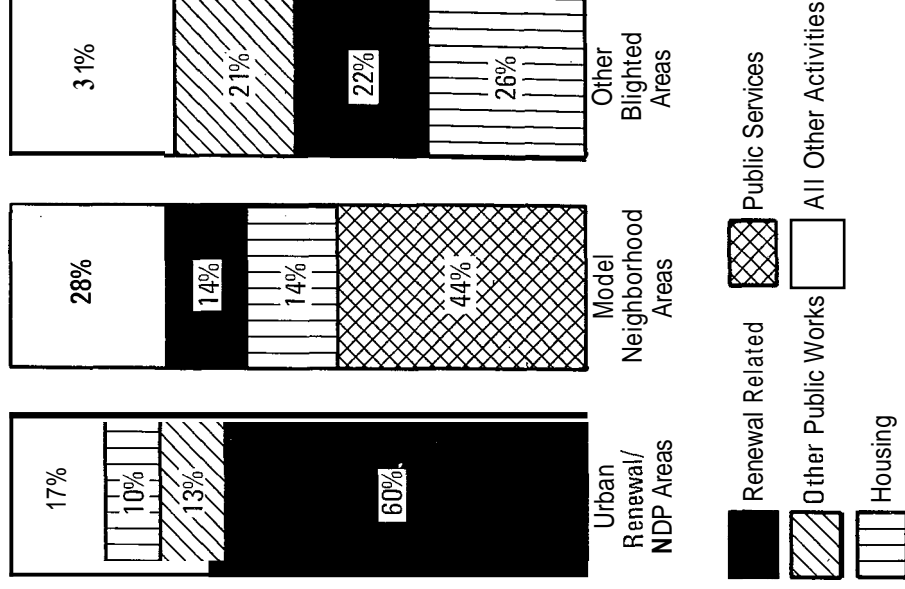 17%
10%
13%
60%
Urban
Renewal/
NDP Areas
28%
14%
14%
44%
Model
Neighborhood
Areas
31%
21%
22%
26%
Other
Blighted
Areas
Renewal Related
Other Public Works
Housing
Public Services
All Other Activities